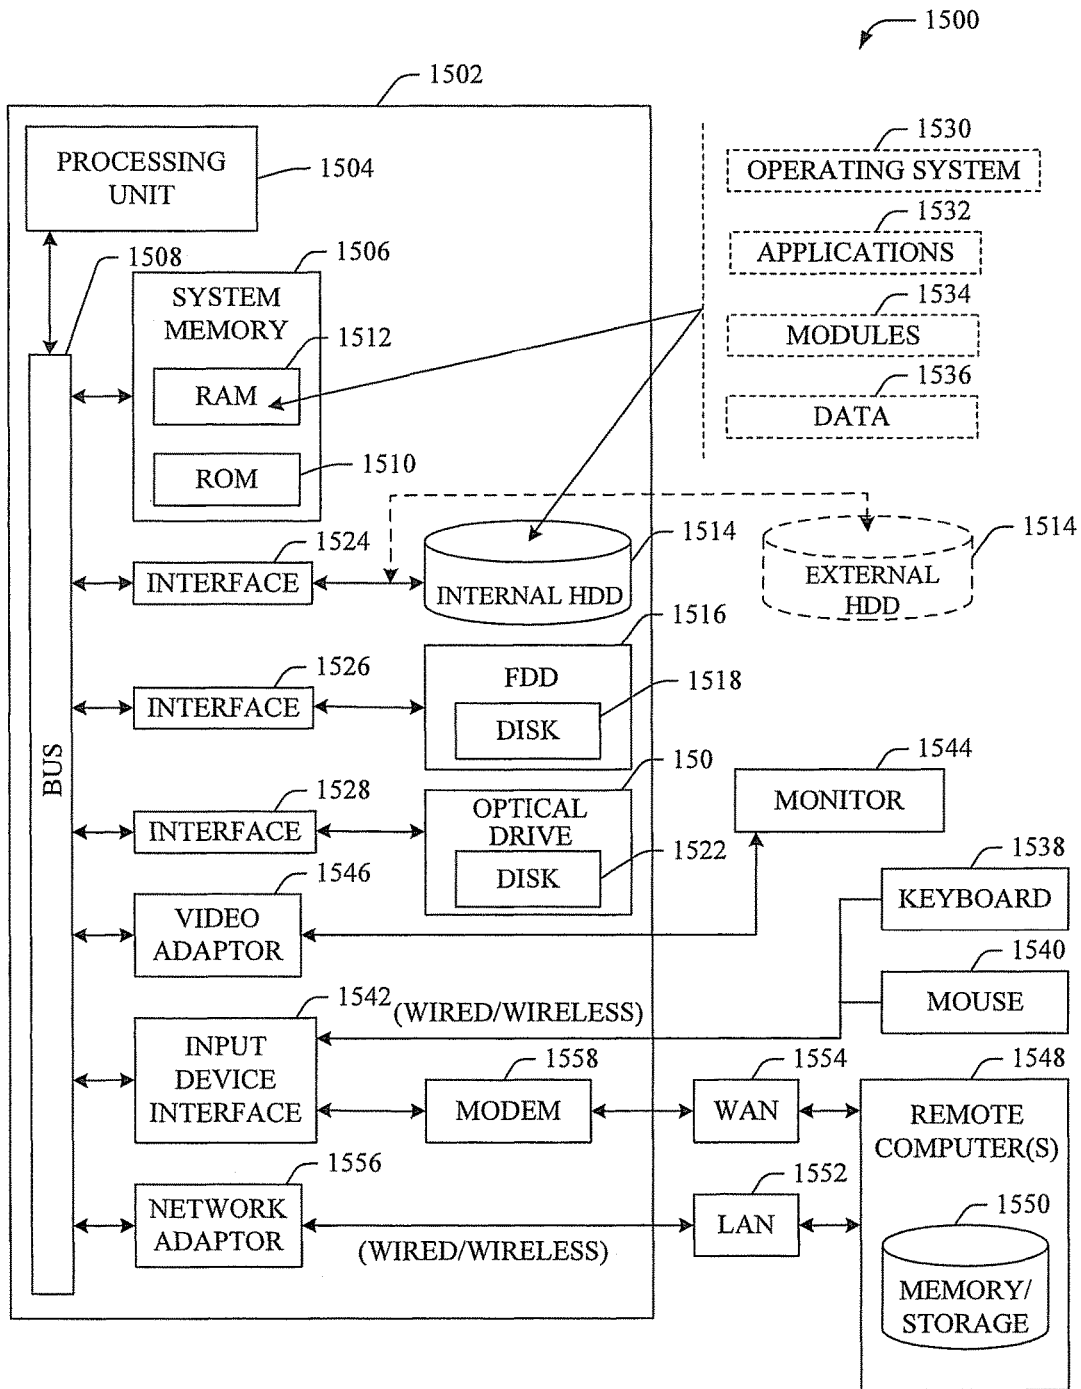 1500
1502
PROCESSING
UNIT
1504
1530
OPERATING SYSTEM
1532
APPLICATIONS
1534
MODULES
1536
DATA
1508
1506
SYSTEM
MEMORY
1512
RAM
1510
ROM
1524
INTERFACE
1514
INTERNAL HDD
1514
EXTERNAL
HDD
1516
FDD
1526
INTERFACE
1518
DISK
BUS
150
1544
MONITOR
1528
INTERFACE
OPTICAL
DRIVE
1522
DISK
1546
VIDEO
ADAPTOR
1538
KEYBOARD
1540
MOUSE
1542
(WIRED/WIRELESS)
INPUT
DEVICE
INTERFACE
1558
MODEM
1554
WAN
1548
REMOTE
COMPUTER(S)
1556
NETWORK
ADAPTOR
(WIRED/WIRELESS)
1552
LAN
1550
MEMORY/
STORAGE